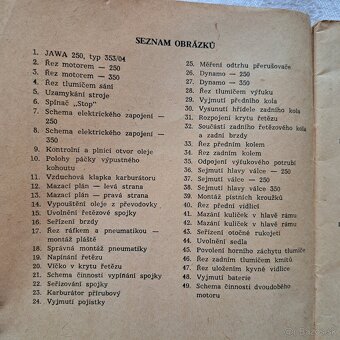 SEZNAM OBRÁZKŮ
1. JAWA 250, typ 353/04
2. Řez motorem — 250
3. Řez motorem — 350
4. Řez tlumičem sání
5. Uzamykání stroje
6. Spínač „Stop"
7. Schema elektrického zapojení — 250
8. Schema elektrického zapojení — 350
9. Kontrolní a plnicí otvor oleje
10. Polohy páčky výpustného kohoutu
11. Vzduchová klapka karburátoru
12. Mazací plán — levá strana
13. Mazací plán — pravá strana
14. Vypouštění oleje z převodovky
15. Uvolnění řetězové spojky
16. Seřízení brzdy
17. Řez ráfkem a pneumatikou — montáž pláště
18. Správná montáž pneumatiky
19. Napínání řetězu
20. Víčko v krytu řetězu
21. Schema činnosti vypínání spojky
22. Seřizování spojky
23. Karburátor přírubový
24. Vyjmutí pojistky
25. Měření odtrhu přerušovače
26. Dynamo — 250
27. Dynamo — 350
28. Řez tlumičem výfuku
29. Vyjmutí předního kola
30. Vysunutí hřídele zadního kola
31. Rozpojení krytu řetězu
32. Součásti zadního řetězového kola a zadní brzdy
33. Řez předním kolem
34. Řez zadním kolem
35. Odpojení výfukového potrubí
36. Sejmutí hlavy válce — 250
37. Sejmutí válce — 250
38. Sejmutí hlavy válce 350
39. Montáž pístních kroužků
40. Řez přední vidlicí
41. Mazání kuliček v hlavě rámu
42. Mazání kuliček v hlavě rámu
43. Seřízení otočné rukojeti
44. Uvolnění sedla
45. Povolení horního záchytu tlumiče
46. Řez zadním tlumičem kmitů
47. Řez uložením kyvné vidlice
48. Vyjmutí baterie
49. Schema činnosti dvoudobého motoru